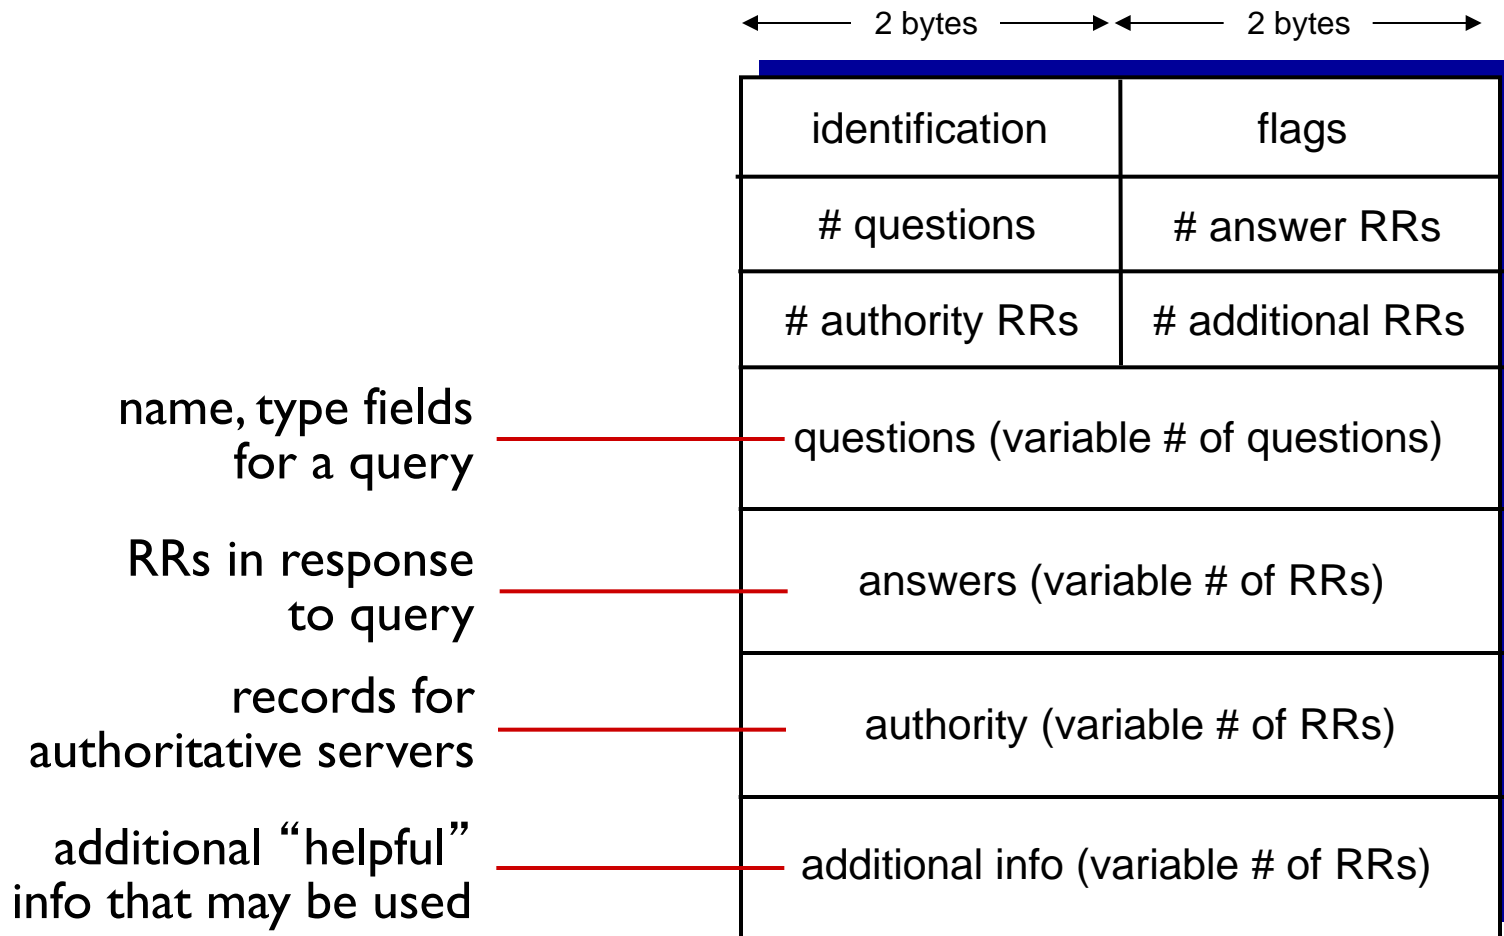 2 bytes 2 bytes
identification flags
# questions # answer RRs
# authority RRs # additional RRs
name, type fields
for a query
questions (variable # of questions)
RRs in response
to query
answers (variable # of RRs)
records for
authoritative servers
authority (variable # of RRs)
additional “helpful”
info that may be used
additional info (variable # of RRs)